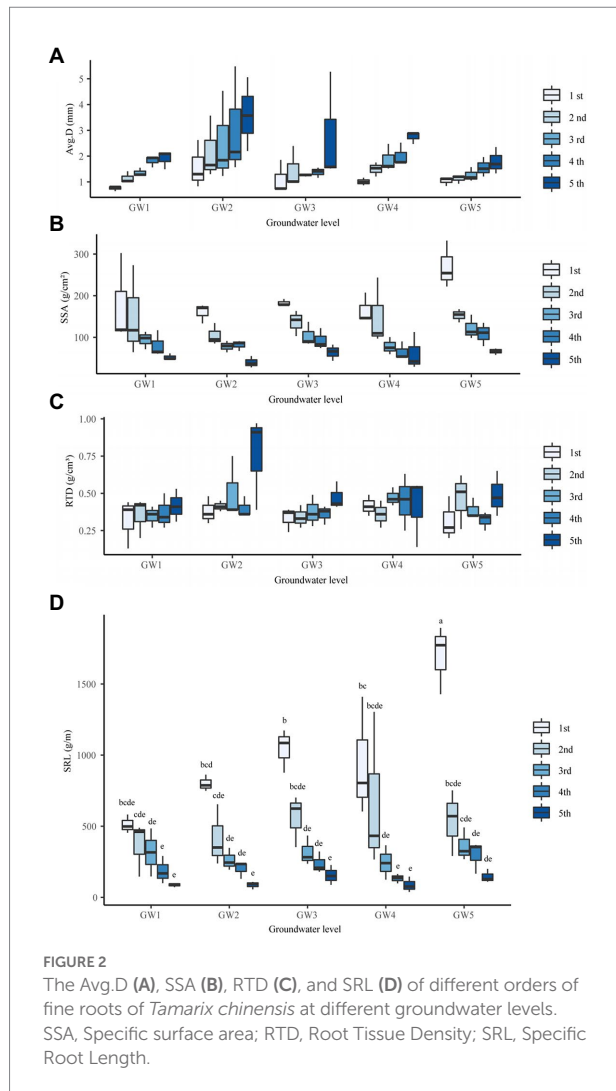 A
Avg.D (mm)
5
4
3
2
1
GW1 GW2 GW3 GW4 GW5
Groundwater level
1 st
2 nd
3 rd
4 th
5 th
B
SSA (g/cm²)
300
200
100
GW1 GW2 GW3 GW4 GW5
Groundwater level
1st
2nd
3rd
4th
5th
C
RTD (g/cm³)
1.00
0.75
0.50
0.25
GW1 GW2 GW3 GW4 GW5
Groundwater level
1st
2nd
3rd
4th
5th
D
SRL (g/m)
1500
1000
500
0
bcde cde de e e
bcd cde de e e
b bcde de de e
bc bcde de e e
a bcde cde de de
GW1 GW2 GW3 GW4 GW5
Groundwater level
1st
2nd
3rd
4th
5th
FIGURE 2
The Avg.D (A), SSA (B), RTD (C), and SRL (D) of different orders of
fine roots of Tamarix chinensis at different groundwater levels.
SSA, Specific surface area; RTD, Root Tissue Density; SRL, Specific
Root Length.